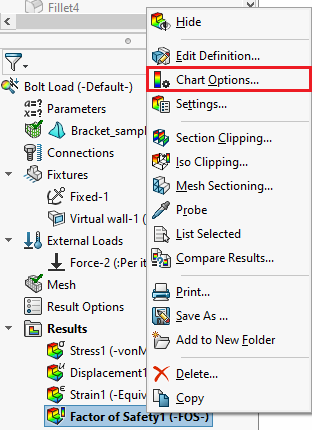 Fillet4
Bolt Load (-Default-)
Parameters
Bracket_samp
Connections
Fixtures
Fixed-1
Virtual wall-1 (
External Loads
Force-2 (:Per it
Mesh
Result Options
Results
Stress1 (-vonM
Displacement1
Strain1 (-Equiv
Factor of Safety1 (-FOS-)
Hide
Edit Definition...
Chart Options...
Settings...
Section Clipping...
Iso Clipping...
Mesh Sectioning...
Probe
List Selected
Compare Results...
Print...
Save As ...
Add to New Folder
Delete...
Copy